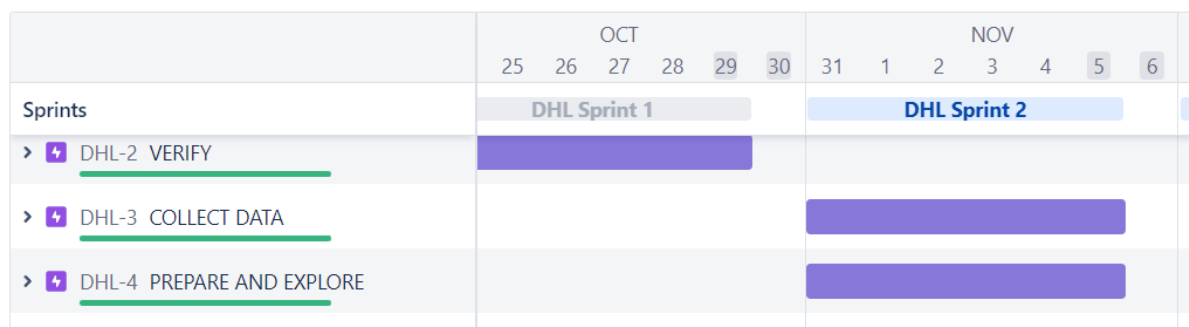 OCT NOV
25 26 27 28 29 30 31 1 2 3 4 5 6
Sprints DHL Sprint 1 DHL Sprint 2
DHL-2 VERIFY
DHL-3 COLLECT DATA
DHL-4 PREPARE AND EXPLORE